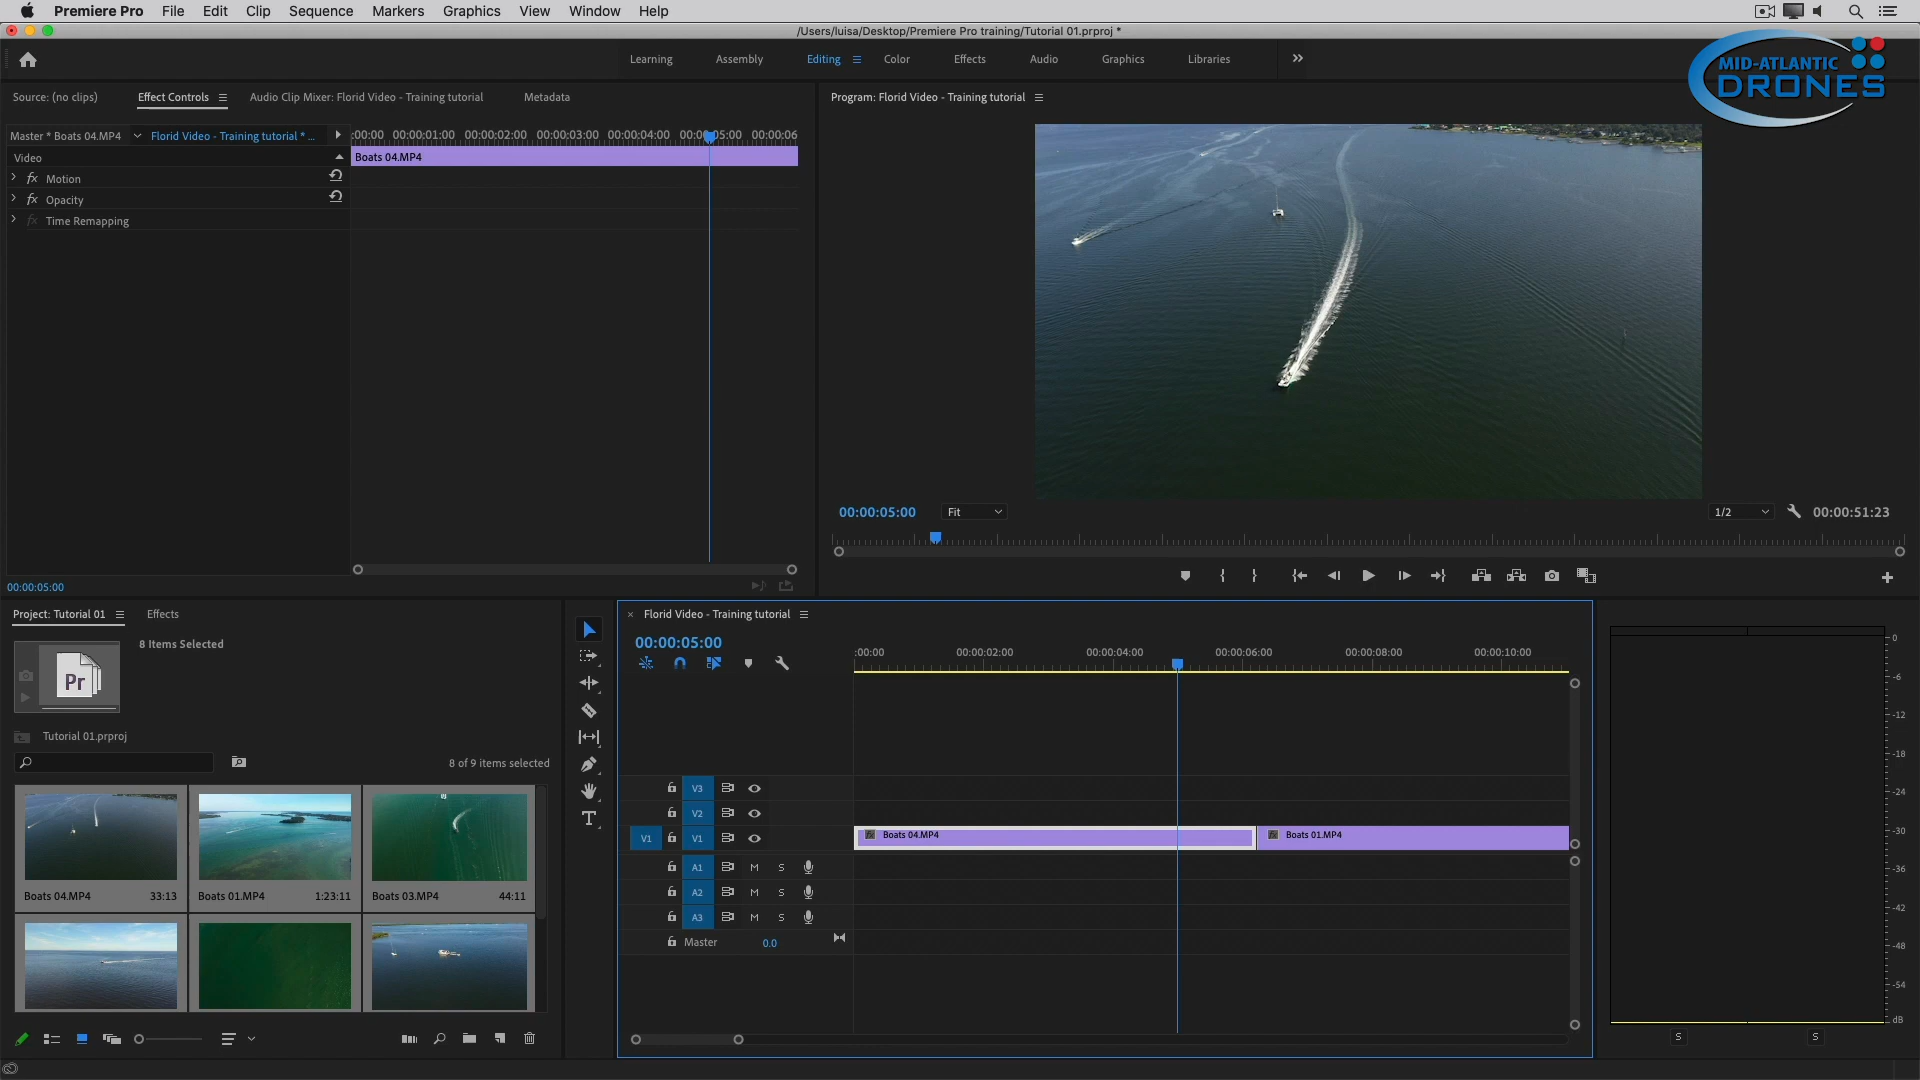 Premiere Pro File Edit Clip Sequence Markers Graphics View Window Help
/Users/luisa/Desktop/Premiere Pro training/Tutorial 01.prproj *
Learning Assembly Editing Color Effects Audio Graphics Libraries
MID-ATLANTIC
DRONES
Source: (no clips) Effect Controls Audio Clip Mixer: Florid Video - Training tutorial Metadata
Master * Boats 04.MP4 Florid Video - Training tutorial * ...
:00:00 00:00:01:00 00:00:02:00 00:00:03:00 00:00:04:00 00:00:05:00 00:00:06
Video
Boats 04.MP4
fx Motion
fx Opacity
fx Time Remapping
00:00:05:00
Program: Florid Video - Training tutorial
00:00:05:00 Fit 1/2 00:00:51:23
Project: Tutorial 01 Effects
8 Items Selected
Pr
Tutorial 01.prproj
8 of 9 items selected
Boats 04.MP4 33:13
Boats 01.MP4 1:23:11
Boats 03.MP4 44:11
Florid Video - Training tutorial
00:00:05:00
:00:00 00:00:02:00 00:00:04:00 00:00:06:00 00:00:08:00 00:00:10:00
V3
V2
V1 V1 fx Boats 04.MP4 fx Boats 01.MP4
A1 M S
A2 M S
A3 M S
Master 0.0
T
0
-6
-12
-18
-24
-30
-36
-42
-48
-54
dB
S S